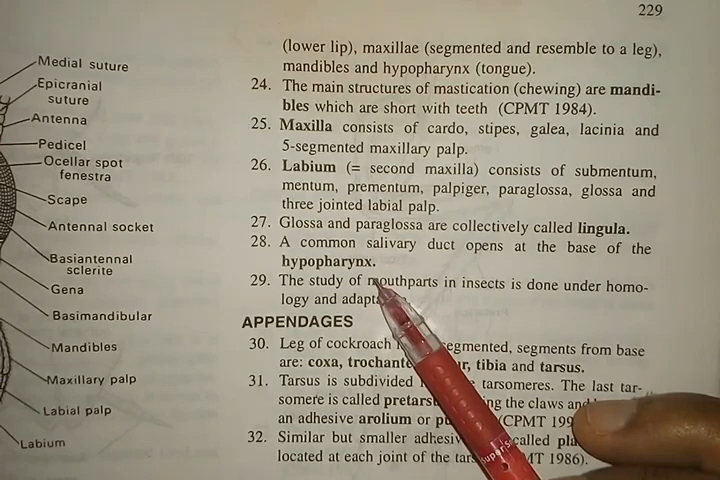 229
Medial suture
Epicranial
suture
Antenna
Pedicel
Ocellar spot
fenestra
Scape
Antennal socket
Basiantennal
sclerite
Gena
Basimandibular
Mandibles
Maxillary palp
Labial palp
Labium
(lower lip), maxillae (segmented and resemble to a leg),
mandibles and hypopharynx (tongue).
24. The main structures of mastication (chewing) are mandi-
bles which are short with teeth (CPMT 1984).
25. Maxilla consists of cardo, stipes, galea, lacinia and
5-segmented maxillary palp.
26. Labium (= second maxilla) consists of submentum,
mentum, prementum, palpiger, paraglossa, glossa and
three jointed labial palp.
27. Glossa and paraglossa are collectively called lingula.
28. A common salivary duct opens at the base of the
hypopharynx.
29. The study of mouthparts in insects is done under homo-
logy and adapta
APPENDAGES
30. Leg of cockroach segmented, segments from base
are: coxa, trochante r, tibia and tarsus.
31. Tarsus is subdivided tarsomeres. The last tar-
somere is called pretars ing the claws and
an adhesive arolium or p (CPMT 199
32. Similar but smaller adhesiv called pla
located at each joint of the tars MT 1986).
Supersi